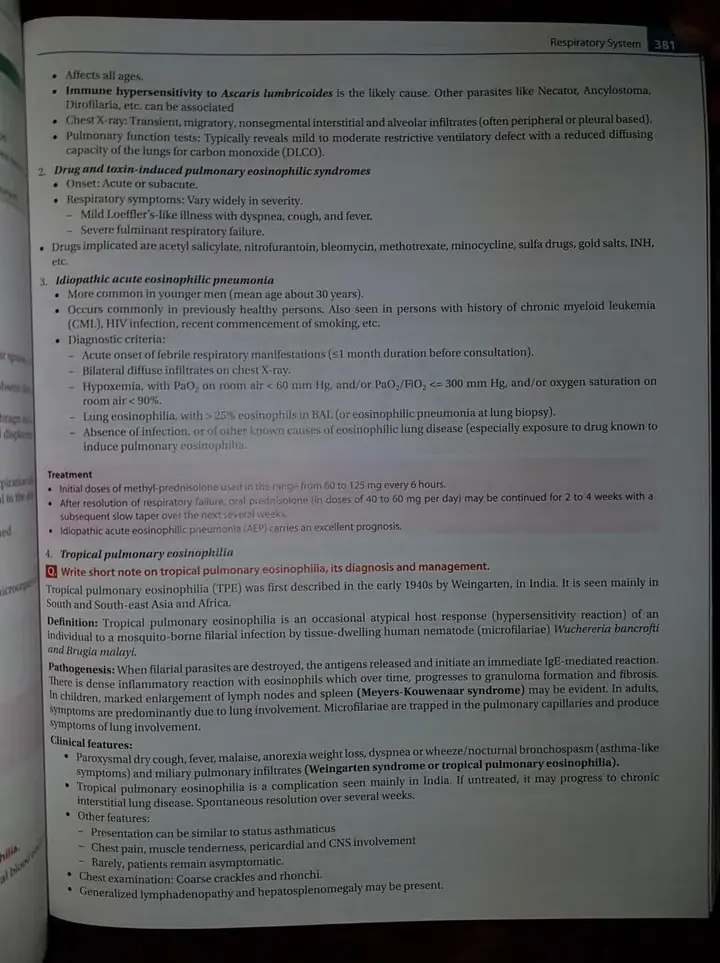 Respiratory System 381
• Affects all ages.
• Immune hypersensitivity to Ascaris lumbricoides is the likely cause. Other parasites like Necator, Ancylostoma,
Dirofilaria, etc. can be associated
• Chest X-ray: Transient, migratory, nonsegmental interstitial and alveolar infiltrates (often peripheral or pleural based).
• Pulmonary function tests: Typically reveals mild to moderate restrictive ventilatory defect with a reduced diffusing
capacity of the lungs for carbon monoxide (DLCO).
2. Drug and toxin-induced pulmonary eosinophilic syndromes
• Onset: Acute or subacute.
• Respiratory symptoms: Vary widely in severity.
– Mild Loeffler's-like illness with dyspnea, cough, and fever.
– Severe fulminant respiratory failure.
• Drugs implicated are acetyl salicylate, nitrofurantoin, bleomycin, methotrexate, minocycline, sulfa drugs, gold salts, INH,
etc.
3. Idiopathic acute eosinophilic pneumonia
• More common in younger men (mean age about 30 years).
• Occurs commonly in previously healthy persons. Also seen in persons with history of chronic myeloid leukemia
(CML), HIV infection, recent commencement of smoking, etc.
• Diagnostic criteria:
– Acute onset of febrile respiratory manifestations (≤1 month duration before consultation).
– Bilateral diffuse infiltrates on chest X-ray.
– Hypoxemia, with PaO₂ on room air < 60 mm Hg, and/or PaO₂/FiO₂ <= 300 mm Hg, and/or oxygen saturation on
room air < 90%.
– Lung eosinophilia, with > 25% eosinophils in BAL (or eosinophilic pneumonia at lung biopsy).
– Absence of infection, or of other known causes of eosinophilic lung disease (especially exposure to drug known to
induce pulmonary eosinophilia.
Treatment
• Initial doses of methyl-prednisolone used in the range from 60 to 125 mg every 6 hours.
• After resolution of respiratory failure, oral prednisolone (in doses of 40 to 60 mg per day) may be continued for 2 to 4 weeks with a
subsequent slow taper over the next several weeks.
• Idiopathic acute eosinophilic pneumonia (AEP) carries an excellent prognosis.
4. Tropical pulmonary eosinophilia
Q Write short note on tropical pulmonary eosinophilia, its diagnosis and management.
Tropical pulmonary eosinophilia (TPE) was first described in the early 1940s by Weingarten, in India. It is seen mainly in
South and South-east Asia and Africa.
Definition: Tropical pulmonary eosinophilia is an occasional atypical host response (hypersensitivity reaction) of an
individual to a mosquito-borne filarial infection by tissue-dwelling human nematode (microfilariae) Wuchereria bancrofti
and Brugia malayi.
Pathogenesis: When filarial parasites are destroyed, the antigens released and initiate an immediate IgE-mediated reaction.
There is dense inflammatory reaction with eosinophils which over time, progresses to granuloma formation and fibrosis.
In children, marked enlargement of lymph nodes and spleen (Meyers-Kouwenaar syndrome) may be evident. In adults,
symptoms are predominantly due to lung involvement. Microfilariae are trapped in the pulmonary capillaries and produce
symptoms of lung involvement.
Clinical features:
• Paroxysmal dry cough, fever, malaise, anorexia weight loss, dyspnea or wheeze/nocturnal bronchospasm (asthma-like
symptoms) and miliary pulmonary infiltrates (Weingarten syndrome or tropical pulmonary eosinophilia).
• Tropical pulmonary eosinophilia is a complication seen mainly in India. If untreated, it may progress to chronic
interstitial lung disease. Spontaneous resolution over several weeks.
• Other features:
– Presentation can be similar to status asthmaticus
– Chest pain, muscle tenderness, pericardial and CNS involvement
– Rarely, patients remain asymptomatic.
• Chest examination: Coarse crackles and rhonchi.
• Generalized lymphadenopathy and hepatosplenomegaly may be present.